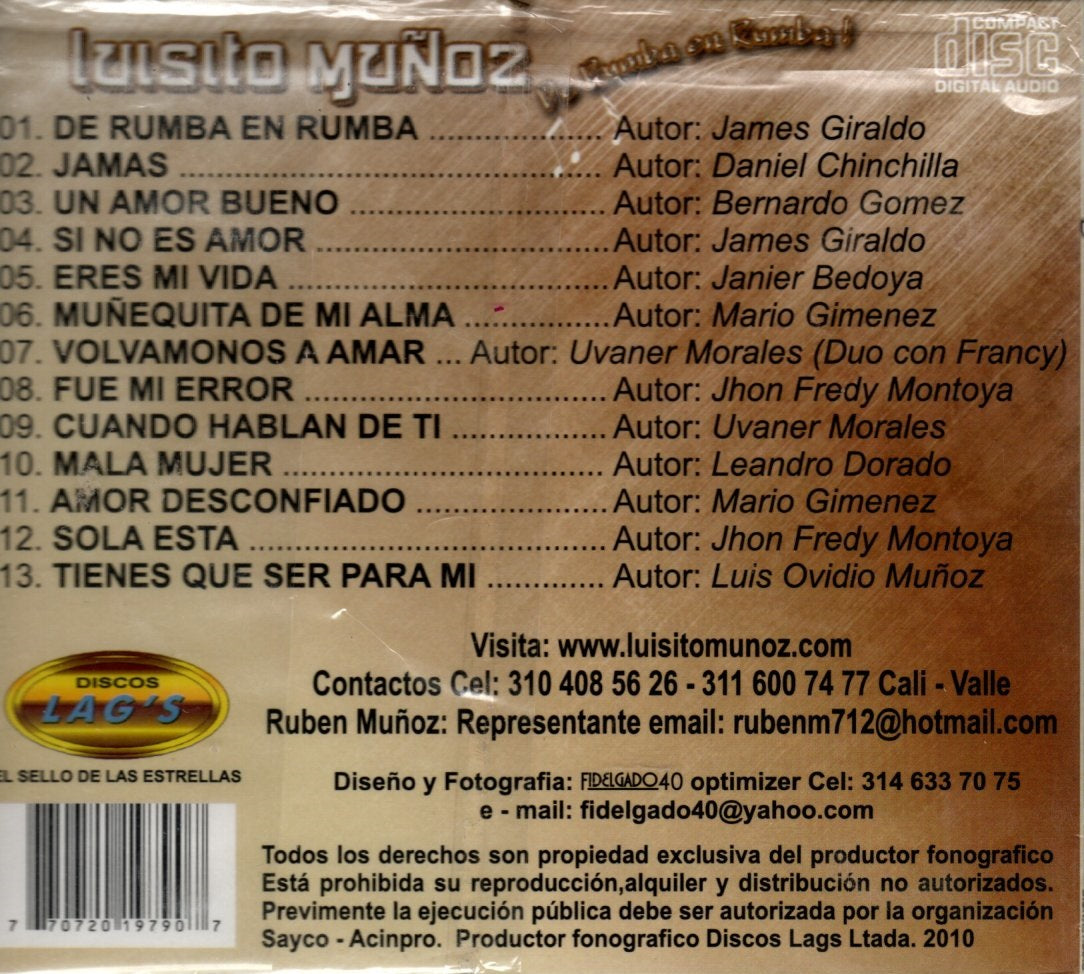 Luisito Muñoz
De Rumba en Rumba!
COMPACT
disc
DIGITAL AUDIO
01. DE RUMBA EN RUMBA ................... Autor: James Giraldo
02. JAMAS ............................................. Autor: Daniel Chinchilla
03. UN AMOR BUENO ........................... Autor: Bernardo Gomez
04. SI NO ES AMOR ............................... Autor: James Giraldo
05. ERES MI VIDA .................................. Autor: Janier Bedoya
06. MUÑEQUITA DE MI ALMA ................ Autor: Mario Gimenez
07. VOLVAMONOS A AMAR ... Autor: Uvaner Morales (Duo con Francy)
08. FUE MI ERROR ................................ Autor: Jhon Fredy Montoya
09. CUANDO HABLAN DE TI ................. Autor: Uvaner Morales
10. MALA MUJER .................................. Autor: Leandro Dorado
11. AMOR DESCONFIADO .................... Autor: Mario Gimenez
12. SOLA ESTA ...................................... Autor: Jhon Fredy Montoya
13. TIENES QUE SER PARA MI ............. Autor: Luis Ovidio Muñoz
Visita: www.luisitomunoz.com
Contactos Cel: 310 408 56 26 - 311 600 74 77 Cali - Valle
Ruben Muñoz: Representante email: rubenm712@hotmail.com
DISCOS
LAG'S
EL SELLO DE LAS ESTRELLAS
Diseño y Fotografia: FIDELGADO40 optimizer Cel: 314 633 70 75
e - mail: fidelgado40@yahoo.com
Todos los derechos son propiedad exclusiva del productor fonografico
Está prohibida su reproducción,alquiler y distribución no autorizados.
Previmente la ejecución pública debe ser autorizada por la organización
Sayco - Acinpro. Productor fonografico Discos Lags Ltada. 2010
7 70720 19790 7